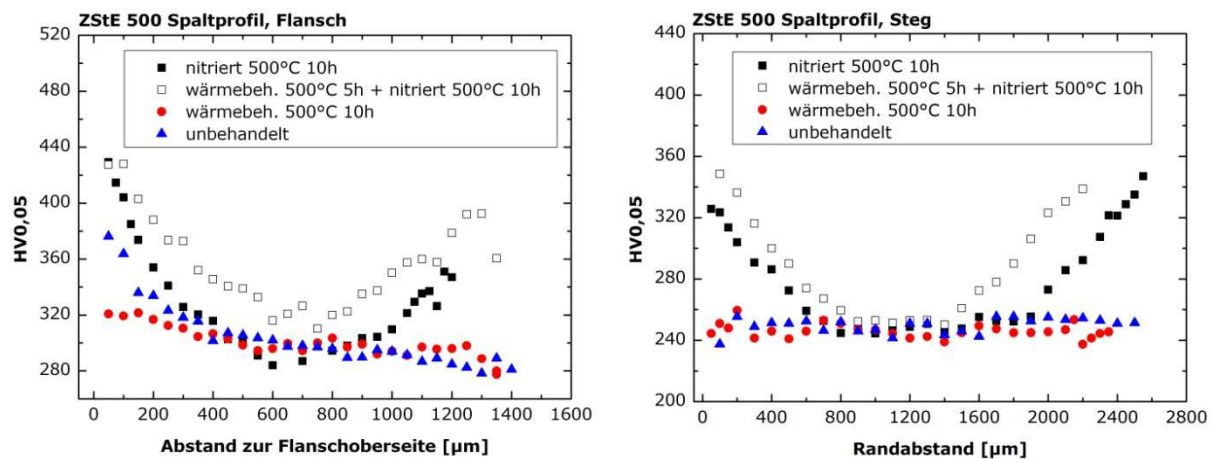 ZStE 500 Spaltprofil, Flansch
520
480
440
400
360
320
280
HV0,05
nitriert 500°C 10h
wärmebeh. 500°C 5h + nitriert 500°C 10h
wärmebeh. 500°C 10h
unbehandelt
0 200 400 600 800 1000 1200 1400 1600
Abstand zur Flanschoberseite [µm]
ZStE 500 Spaltprofil, Steg
440
400
360
320
280
240
200
HV0,05
nitriert 500°C 10h
wärmebeh. 500°C 5h + nitriert 500°C 10h
wärmebeh. 500°C 10h
unbehandelt
0 400 800 1200 1600 2000 2400 2800
Randabstand [µm]